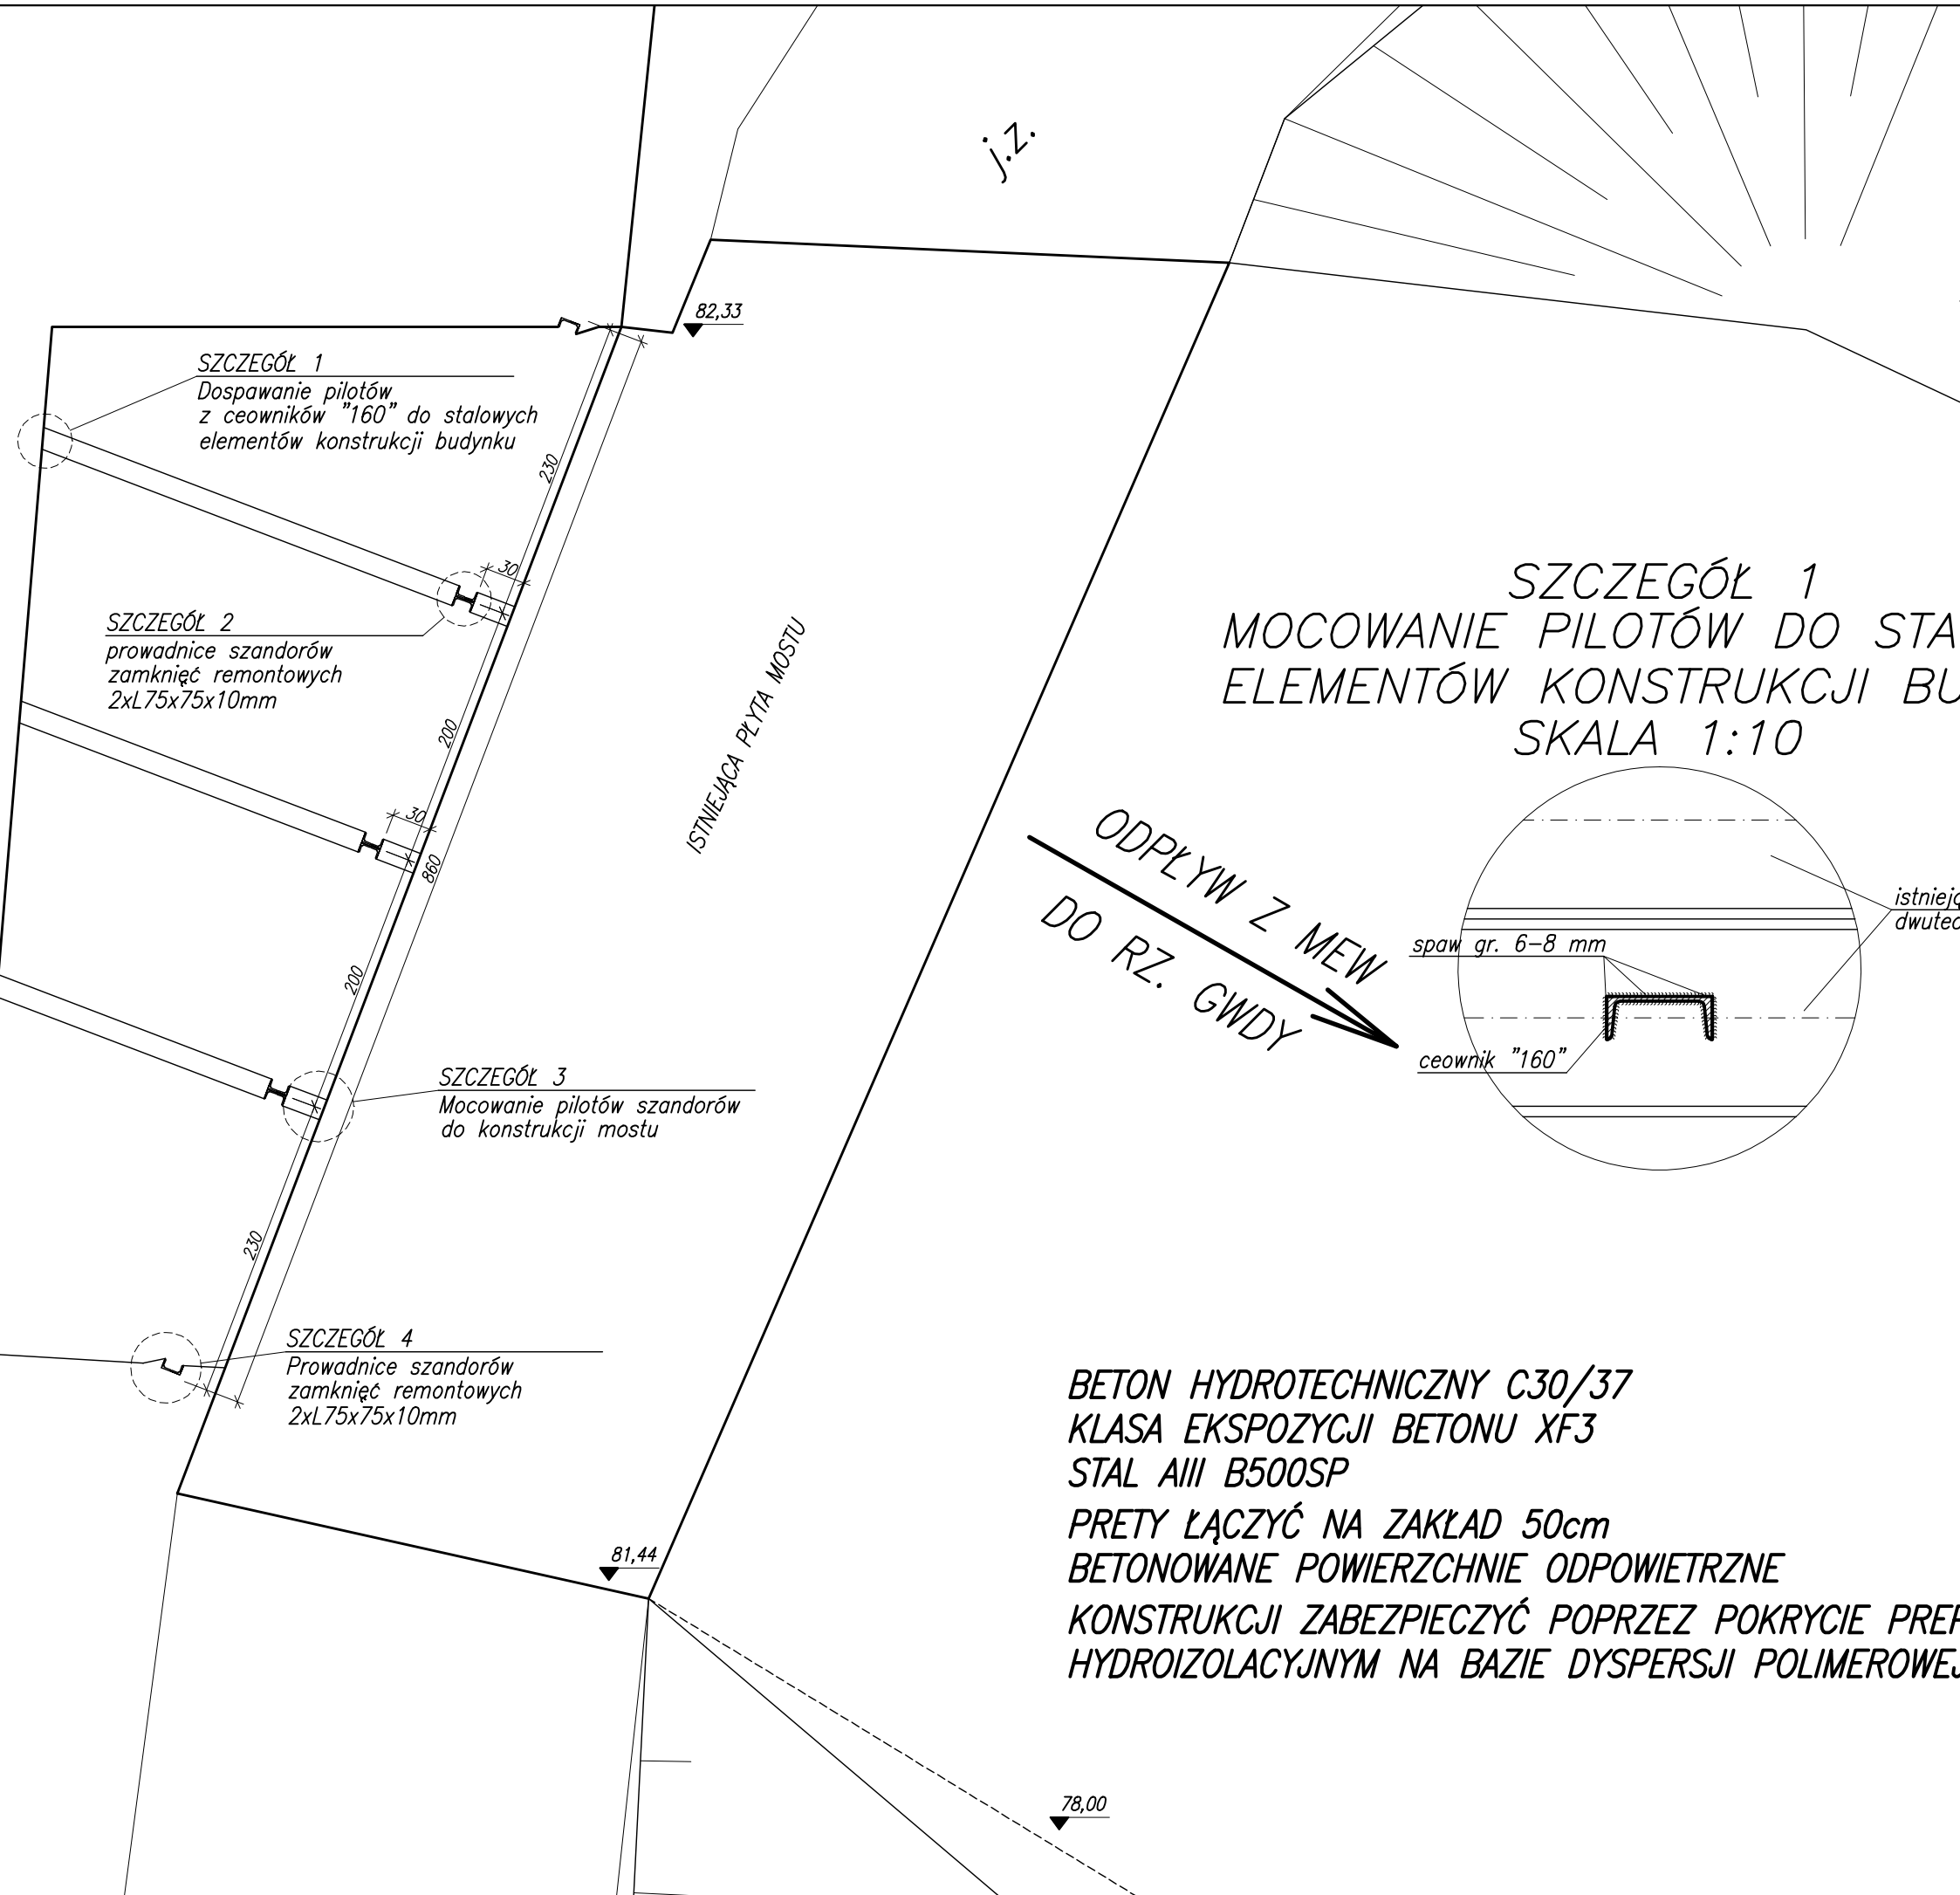 j.z.
82,33
SZCZEGÓŁ 1
Dospawanie pilotów
z ceowników "160" do stalowych
elementów konstrukcji budynku
230
30
SZCZEGÓŁ 2
prowadnice szandorów
zamknięć remontowych
2xL75x75x10mm
200
ISTNIEJĄCA PŁYTA MOSTU
30
860
200
SZCZEGÓŁ 3
Mocowanie pilotów szandorów
do konstrukcji mostu
230
SZCZEGÓŁ 4
Prowadnice szandorów
zamknięć remontowych
2xL75x75x10mm
81,44
78,00
ODPŁYW Z MEW
DO RZ. GWDY
SZCZEGÓŁ 1
MOCOWANIE PILOTÓW DO STA
ELEMENTÓW KONSTRUKCJI BU
SKALA 1:10
istnieją
dwuteo
spaw gr. 6-8 mm
ceownik "160"
BETON HYDROTECHNICZNY C30/37
KLASA EKSPOZYCJI BETONU XF3
STAL AIII B500SP
PRETY ŁĄCZYĆ NA ZAKŁAD 50cm
BETONOWANE POWIERZCHNIE ODPOWIETRZNE
KONSTRUKCJI ZABEZPIECZYĆ POPRZEZ POKRYCIE PREP
HYDROIZOLACYJNYM NA BAZIE DYSPERSJI POLIMEROWEJ